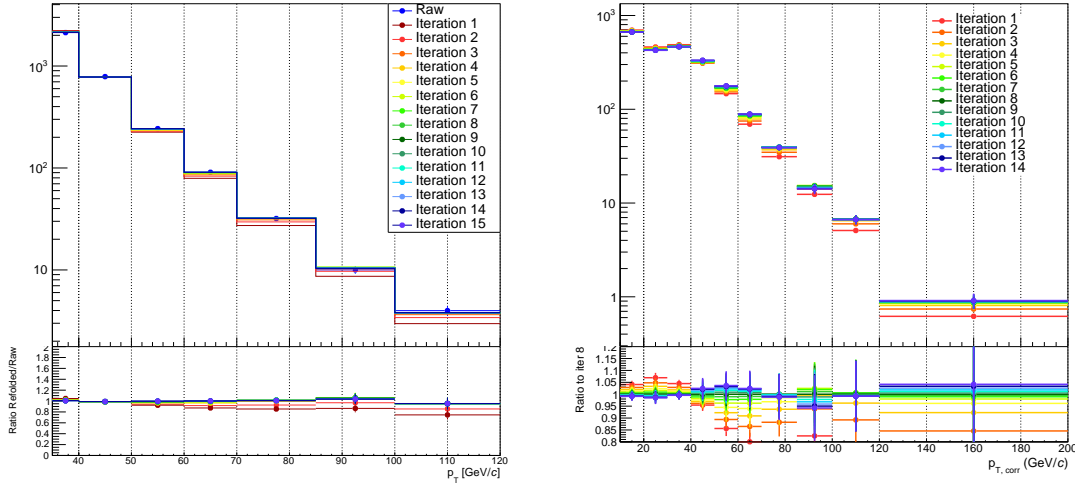 Raw
Iteration 1
Iteration 2
Iteration 3
Iteration 4
Iteration 5
Iteration 6
Iteration 7
Iteration 8
Iteration 9
Iteration 10
Iteration 11
Iteration 12
Iteration 13
Iteration 14
Iteration 15
10³
10²
10
Ratio Refolded/Raw
2
1.8
1.6
1.4
1.2
1
0.8
0.6
0.4
0.2
0
40 50 60 70 80 90 100 110 120
p_T [GeV/c]
Iteration 1
Iteration 2
Iteration 3
Iteration 4
Iteration 5
Iteration 6
Iteration 7
Iteration 8
Iteration 9
Iteration 10
Iteration 11
Iteration 12
Iteration 13
Iteration 14
10³
10²
10
1
Ratio to iter 8
1.2
1.15
1.1
1.05
1
0.95
0.9
0.85
0.8
20 40 60 80 100 120 140 160 180 200
p_T, corr (GeV/c)